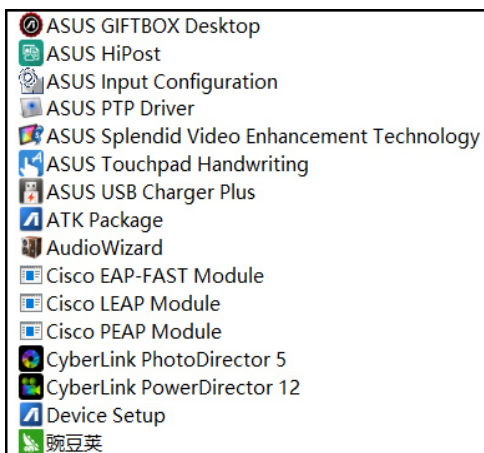 ASUS GIFTBOX Desktop
ASUS HiPost
ASUS Input Configuration
ASUS PTP Driver
ASUS Splendid Video Enhancement Technology
ASUS Touchpad Handwriting
ASUS USB Charger Plus
ATK Package
AudioWizard
Cisco EAP-FAST Module
Cisco LEAP Module
Cisco PEAP Module
CyberLink PhotoDirector 5
CyberLink PowerDirector 12
Device Setup
豌豆荚